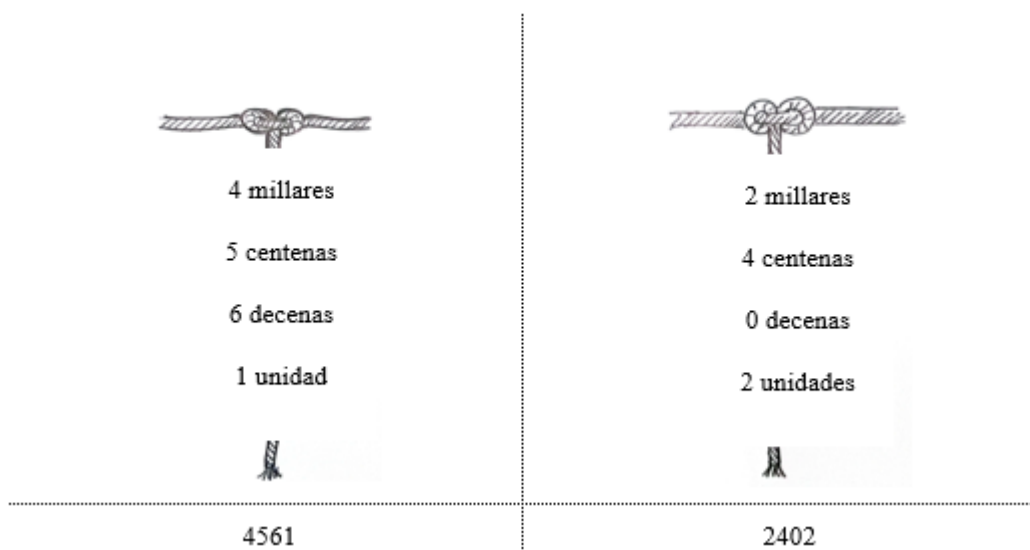 4 millares
5 centenas
6 decenas
1 unidad
4561
2 millares
4 centenas
0 decenas
2 unidades
2402